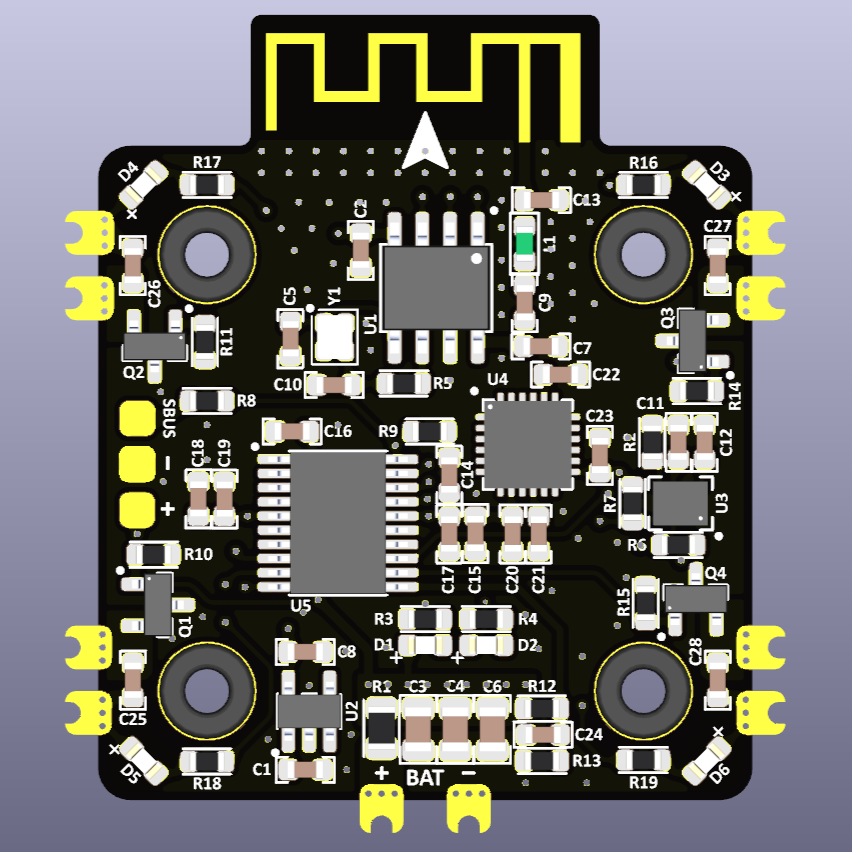 D4
R17
R16
D3
C2
C13
C27
L1
C26
C5
Y1
U1
C9
Q3
R11
Q2
C7
C10
R5
U4
C22
R14
R8
SBUS
C11
C23
C16
R9
R2
C12
−
C18
C19
C14
+
R7
U3
R10
R6
C17
C15
C20
C21
Q4
U5
R15
Q1
R3
R4
D1
D2
+
+
C8
C28
R1
C3
C4
C6
R12
C25
U2
C24
D5
C1
R13
D6
R18
+
BAT
−
R19